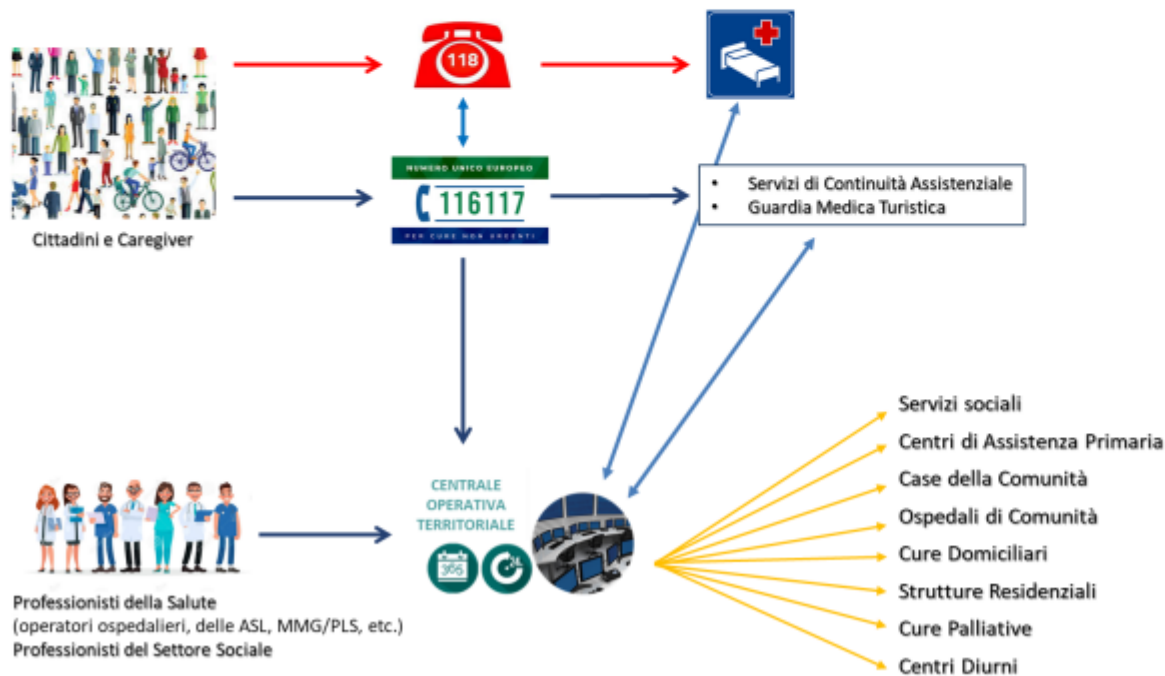 118
NUMERO UNICO EUROPEO
116117
PER CURE NON URGENTI
Cittadini e Caregiver
• Servizi di Continuità Assistenziale
• Guardia Medica Turistica
CENTRALE
OPERATIVA
TERRITORIALE
365
Professionisti della Salute
(operatori ospedalieri, delle ASL, MMG/PLS, etc.)
Professionisti del Settore Sociale
Servizi sociali
Centri di Assistenza Primaria
Case della Comunità
Ospedali di Comunità
Cure Domiciliari
Strutture Residenziali
Cure Palliative
Centri Diurni